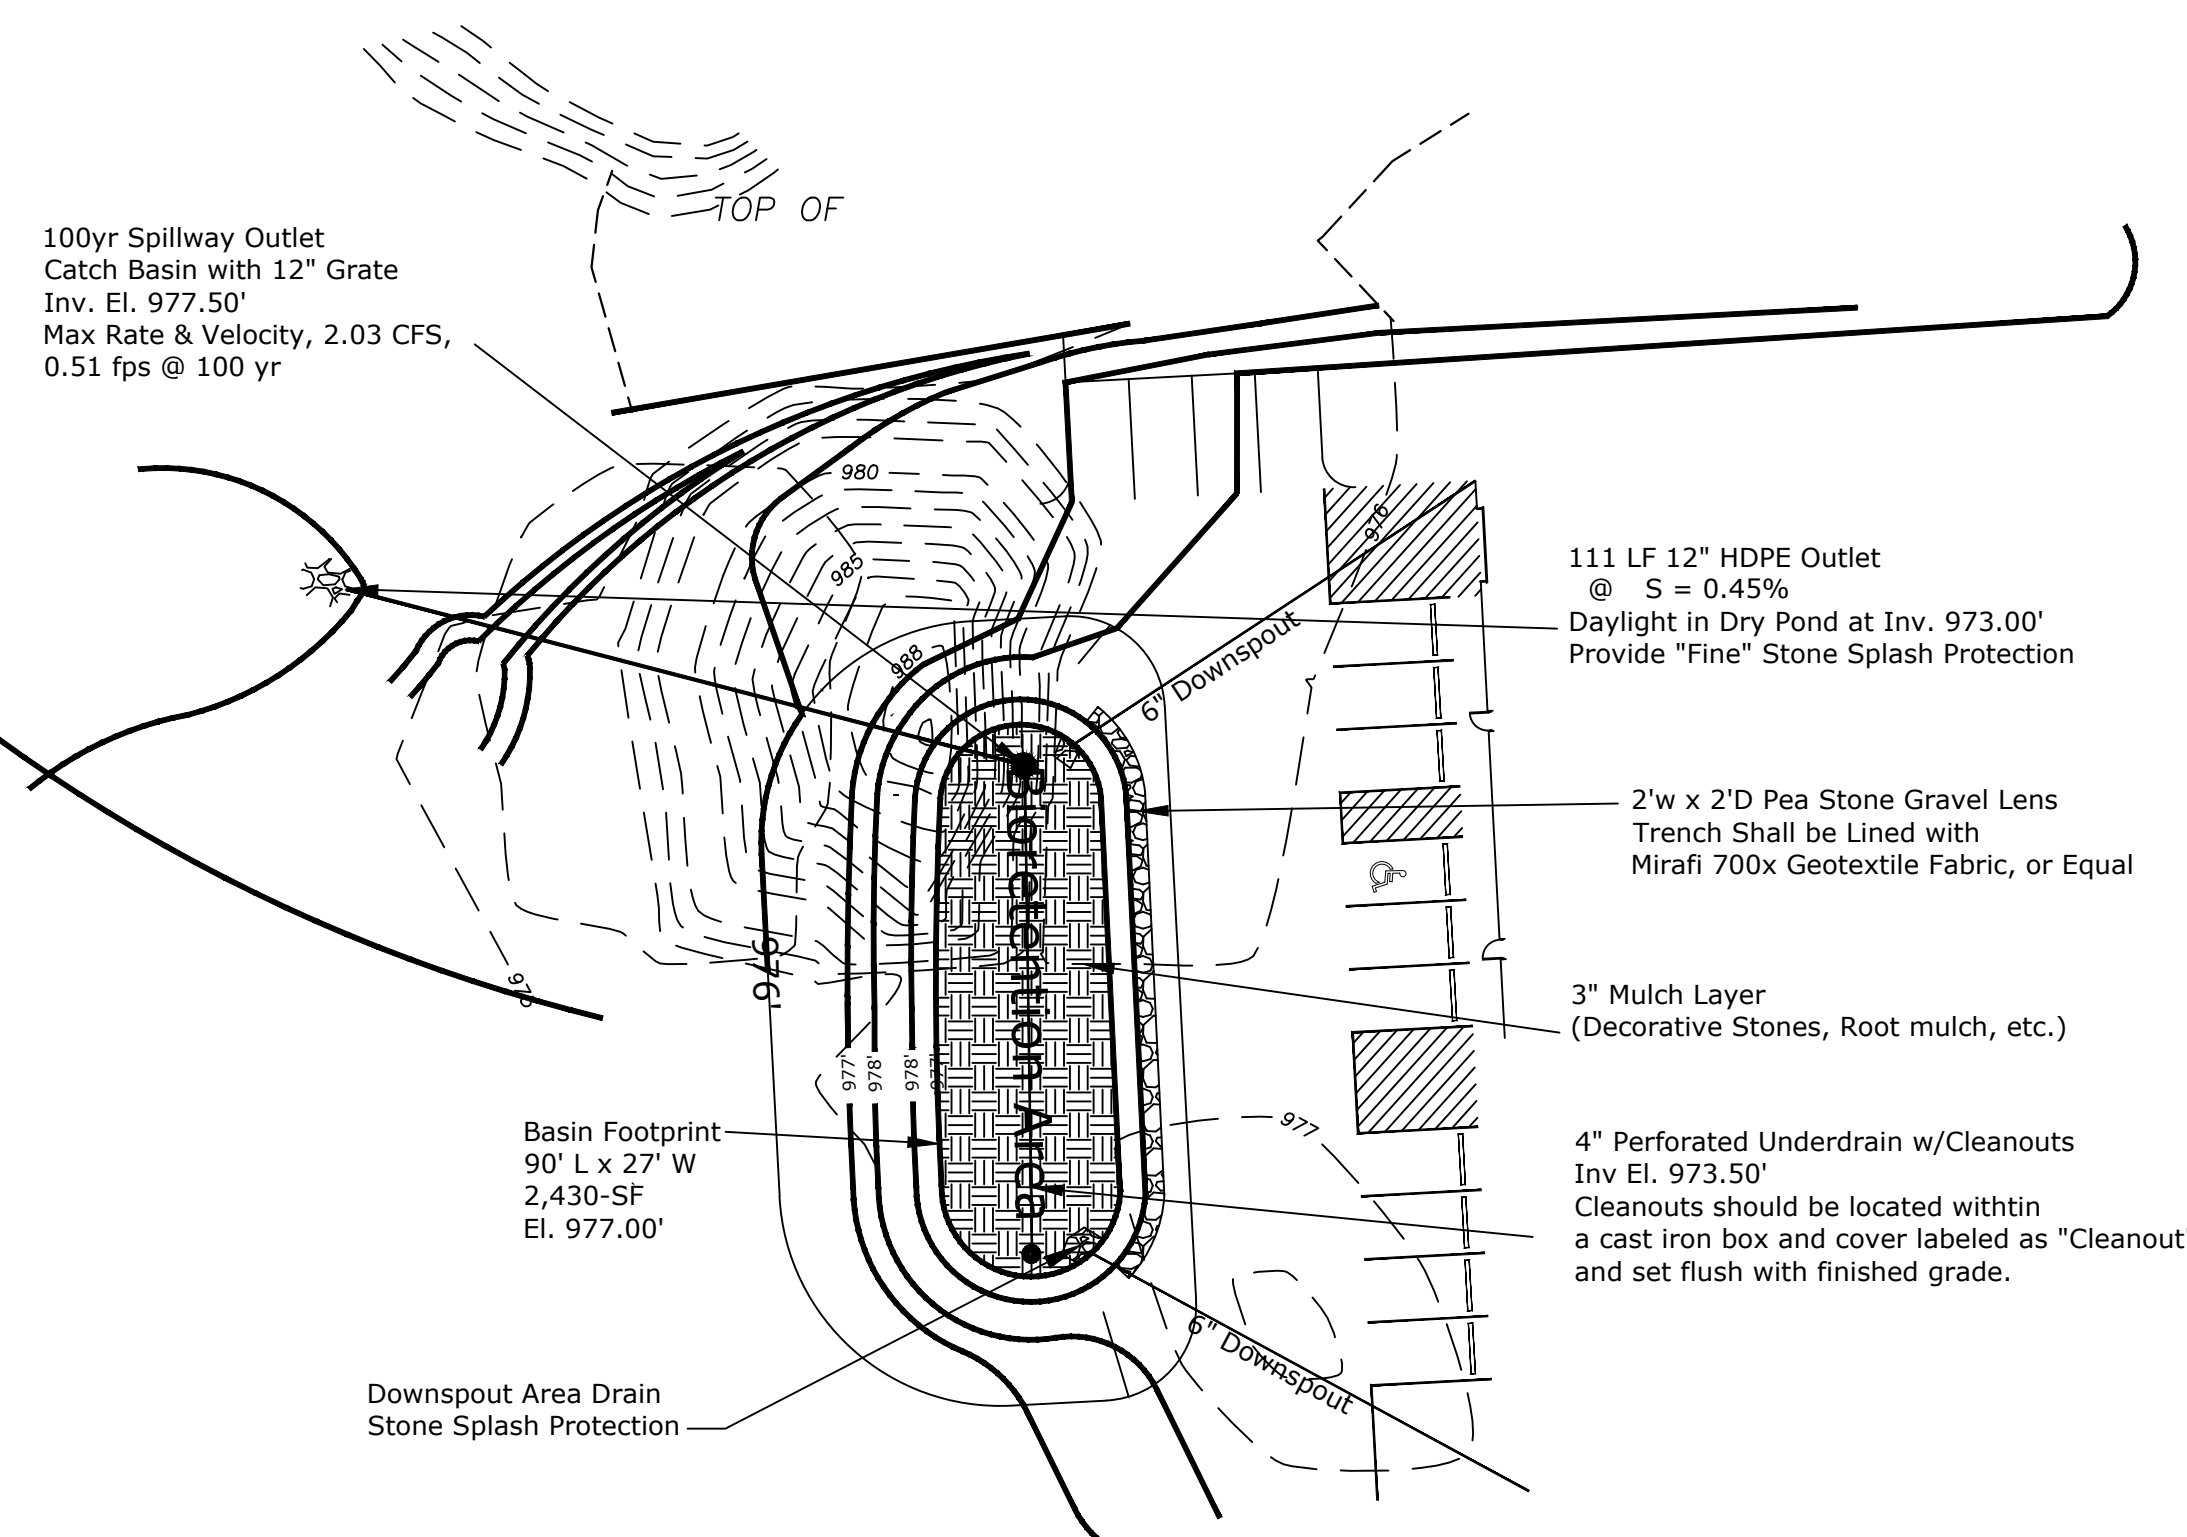 TOP OF
100yr Spillway Outlet
Catch Basin with 12" Grate
Inv. El. 977.50'
Max Rate & Velocity, 2.03 CFS,
0.51 fps @ 100 yr
980
985
988
976
6" Downspout
111 LF 12" HDPE Outlet
@ S = 0.45%
Daylight in Dry Pond at Inv. 973.00'
Provide "Fine" Stone Splash Protection
2'w x 2'D Pea Stone Gravel Lens
Trench Shall be Lined with
Mirafi 700x Geotextile Fabric, or Equal
Bioretention Area
976'
3" Mulch Layer
(Decorative Stones, Root mulch, etc.)
977'
978'
978'
977'
977
Basin Footprint
90' L x 27' W
2,430-SF
El. 977.00'
4" Perforated Underdrain w/Cleanouts
Inv El. 973.50'
Cleanouts should be located withtin
a cast iron box and cover labeled as "Cleanout"
and set flush with finished grade.
6" Downspout
Downspout Area Drain
Stone Splash Protection